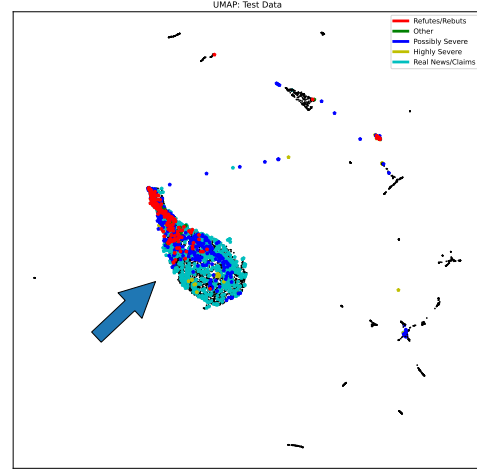 UMAP: Test Data
Refutes/Rebuts
Other
Possibly Severe
Highly Severe
Real News/Claims